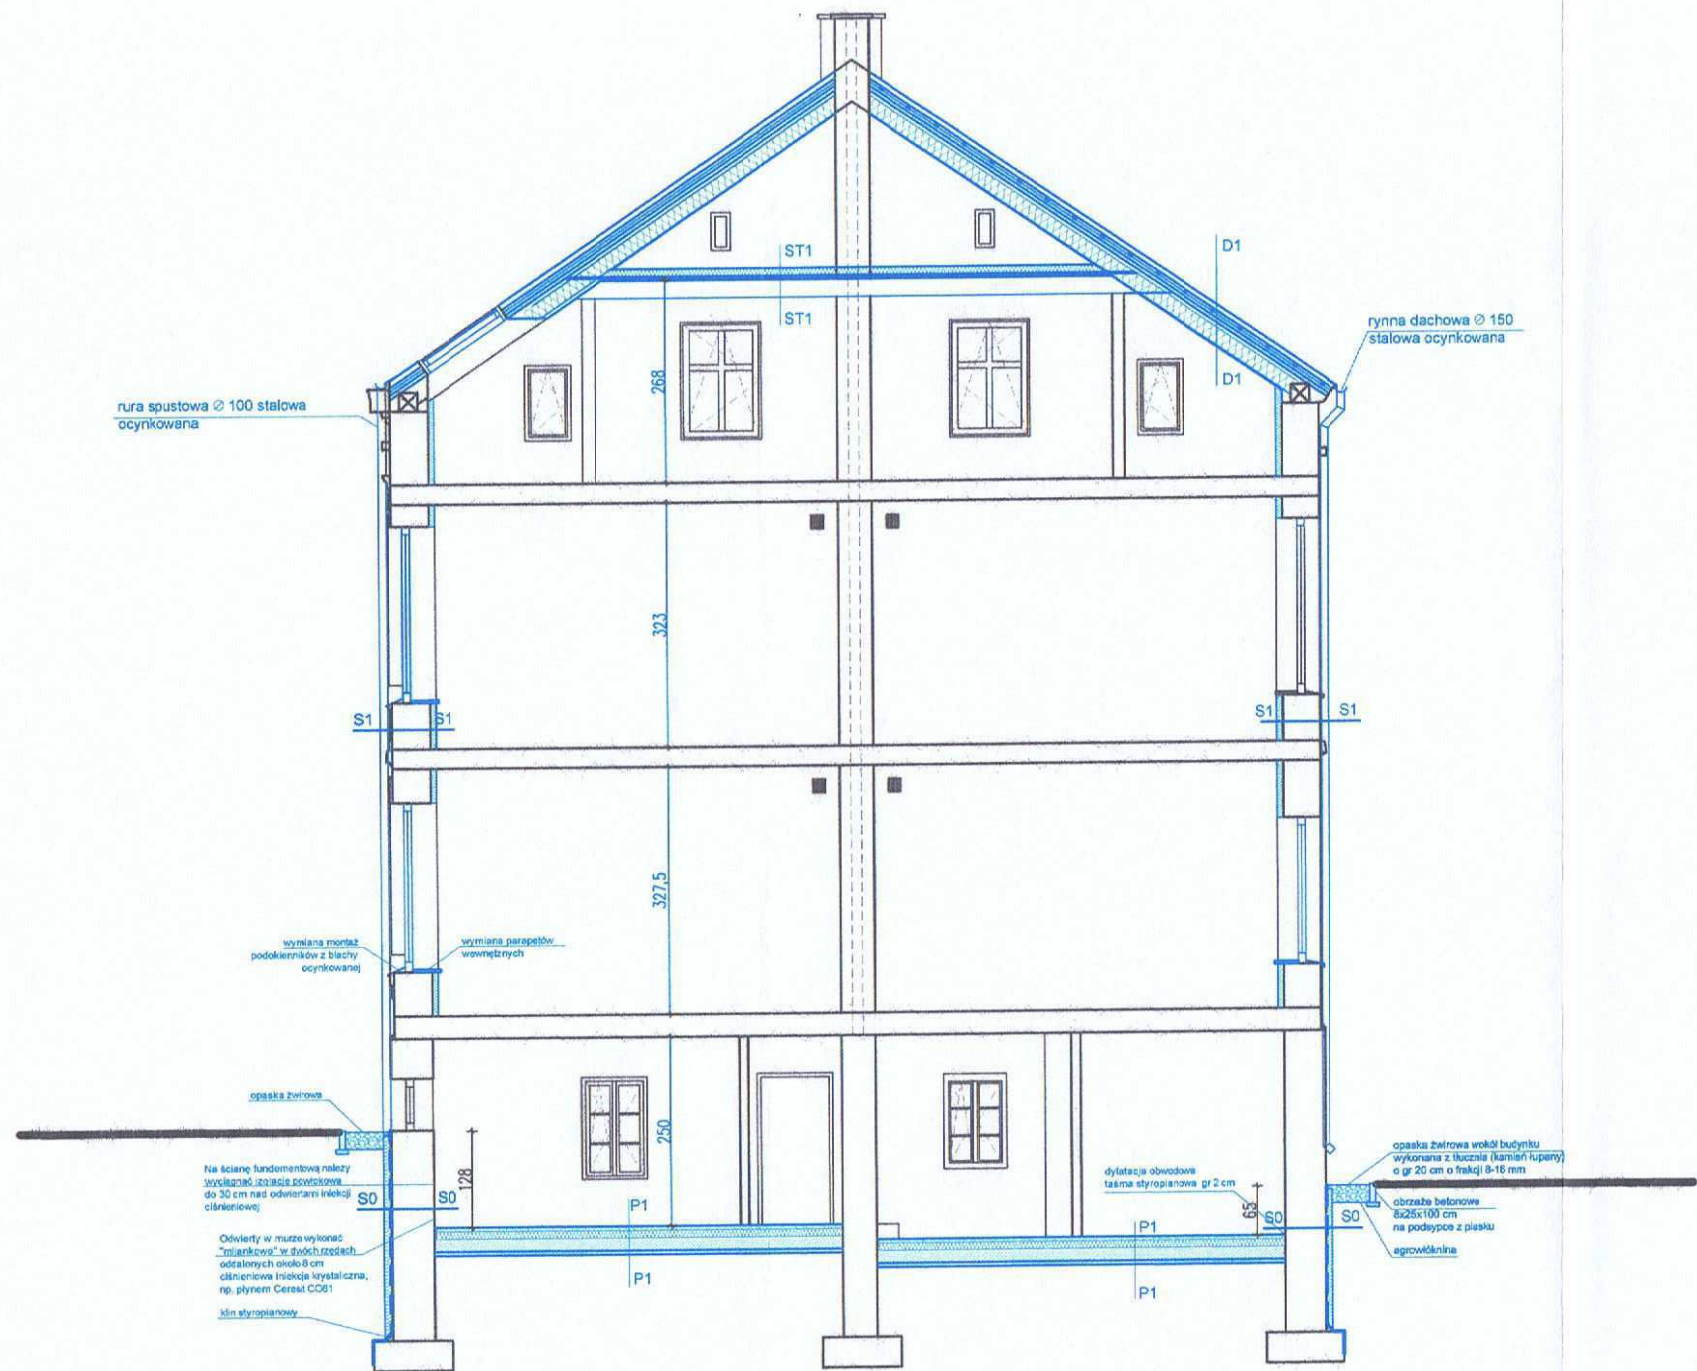 ST1
D1
ST1
D1
rynna dachowa ∅ 150
stalowa ocynkowana
268
rura spustowa ∅ 100 stalowa
ocynkowana
323
S1
S1
S1
S1
327,5
wymiana montaż
podokienników z blachy
ocynkowanej
wymiana parapetów
wewnętrznych
opaska żwirowa
250
128
Na ścianę fundamentową należy
wyciągnąć izolację powłokową
do 30 cm nad odwiertami iniekcji
ciśnieniowej
S0
S0
Odwierty w murze wykonać
"mijankowo" w dwóch rzędach
oddalonych około 8 cm
ciśnieniowa iniekcja krystaliczna,
np. płynem Cerest CO81
klin styropianowy
P1
P1
dylatacja obwodowa
taśma styropianowa gr 2 cm
65
P1
P1
S0
S0
opaska żwirowa wokół budynku
wykonana z tłucznia (kamień łupany)
o gr 20 cm o frakcji 8-16 mm
obrzeże betonowe
8x25x100 cm
na podsypce z piasku
agrowłóknina